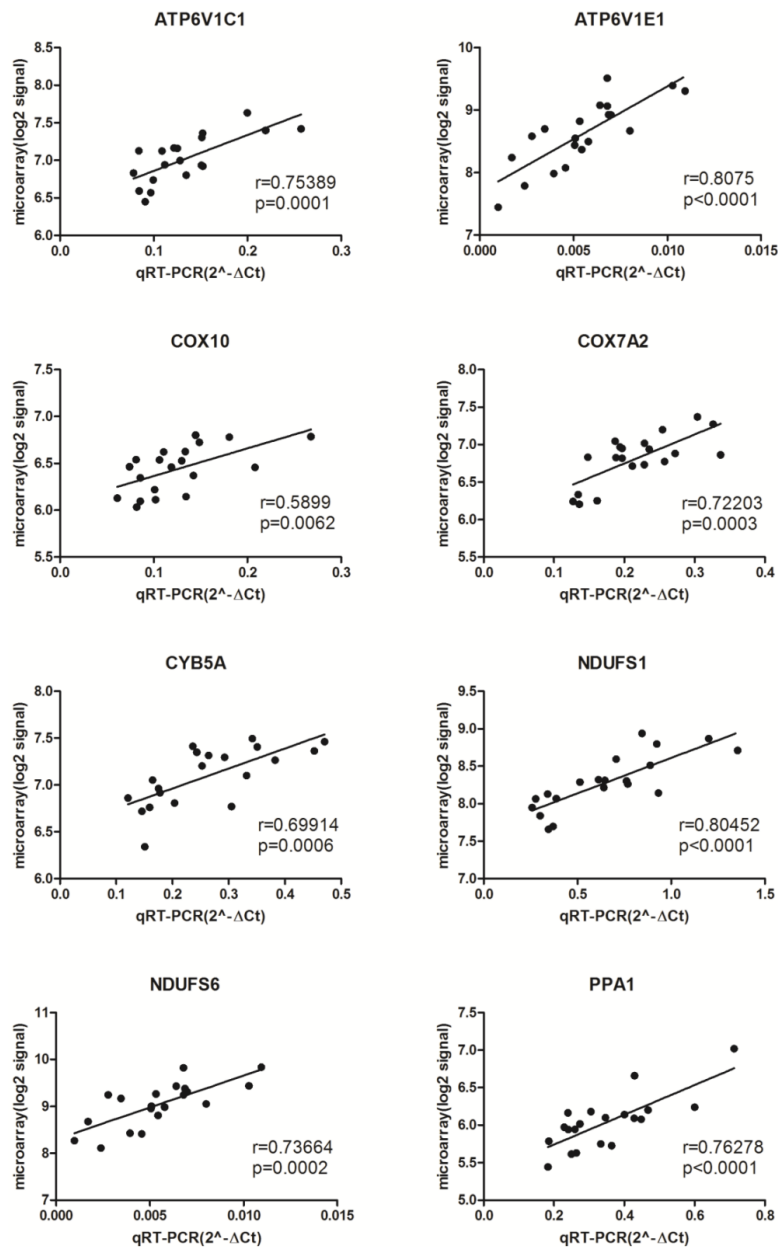 ATP6V1C1
microarray(log2 signal)
8.5
8.0
7.5
7.0
6.5
6.0
r=0.75389
p=0.0001
0.0
0.1
0.2
0.3
qRT-PCR(2^-ΔCt)
ATP6V1E1
microarray(log2 signal)
10
9
8
7
r=0.8075
p<0.0001
0.000
0.005
0.010
0.015
qRT-PCR(2^-ΔCt)
COX10
microarray(log2 signal)
7.5
7.0
6.5
6.0
5.5
r=0.5899
p=0.0062
0.0
0.1
0.2
0.3
qRT-PCR(2^-ΔCt)
COX7A2
microarray(log2 signal)
8.0
7.5
7.0
6.5
6.0
5.5
r=0.72203
p=0.0003
0.0
0.1
0.2
0.3
0.4
qRT-PCR(2^-ΔCt)
CYB5A
microarray(log2 signal)
8.0
7.5
7.0
6.5
6.0
r=0.69914
p=0.0006
0.0
0.1
0.2
0.3
0.4
0.5
qRT-PCR(2^-ΔCt)
NDUFS1
microarray(log2 signal)
9.5
9.0
8.5
8.0
7.5
7.0
r=0.80452
p<0.0001
0.0
0.5
1.0
1.5
qRT-PCR(2^-ΔCt)
NDUFS6
microarray(log2 signal)
11
10
9
8
7
r=0.73664
p=0.0002
0.000
0.005
0.010
0.015
qRT-PCR(2^-ΔCt)
PPA1
microarray(log2 signal)
7.5
7.0
6.5
6.0
5.5
5.0
r=0.76278
p<0.0001
0.0
0.2
0.4
0.6
0.8
qRT-PCR(2^-ΔCt)